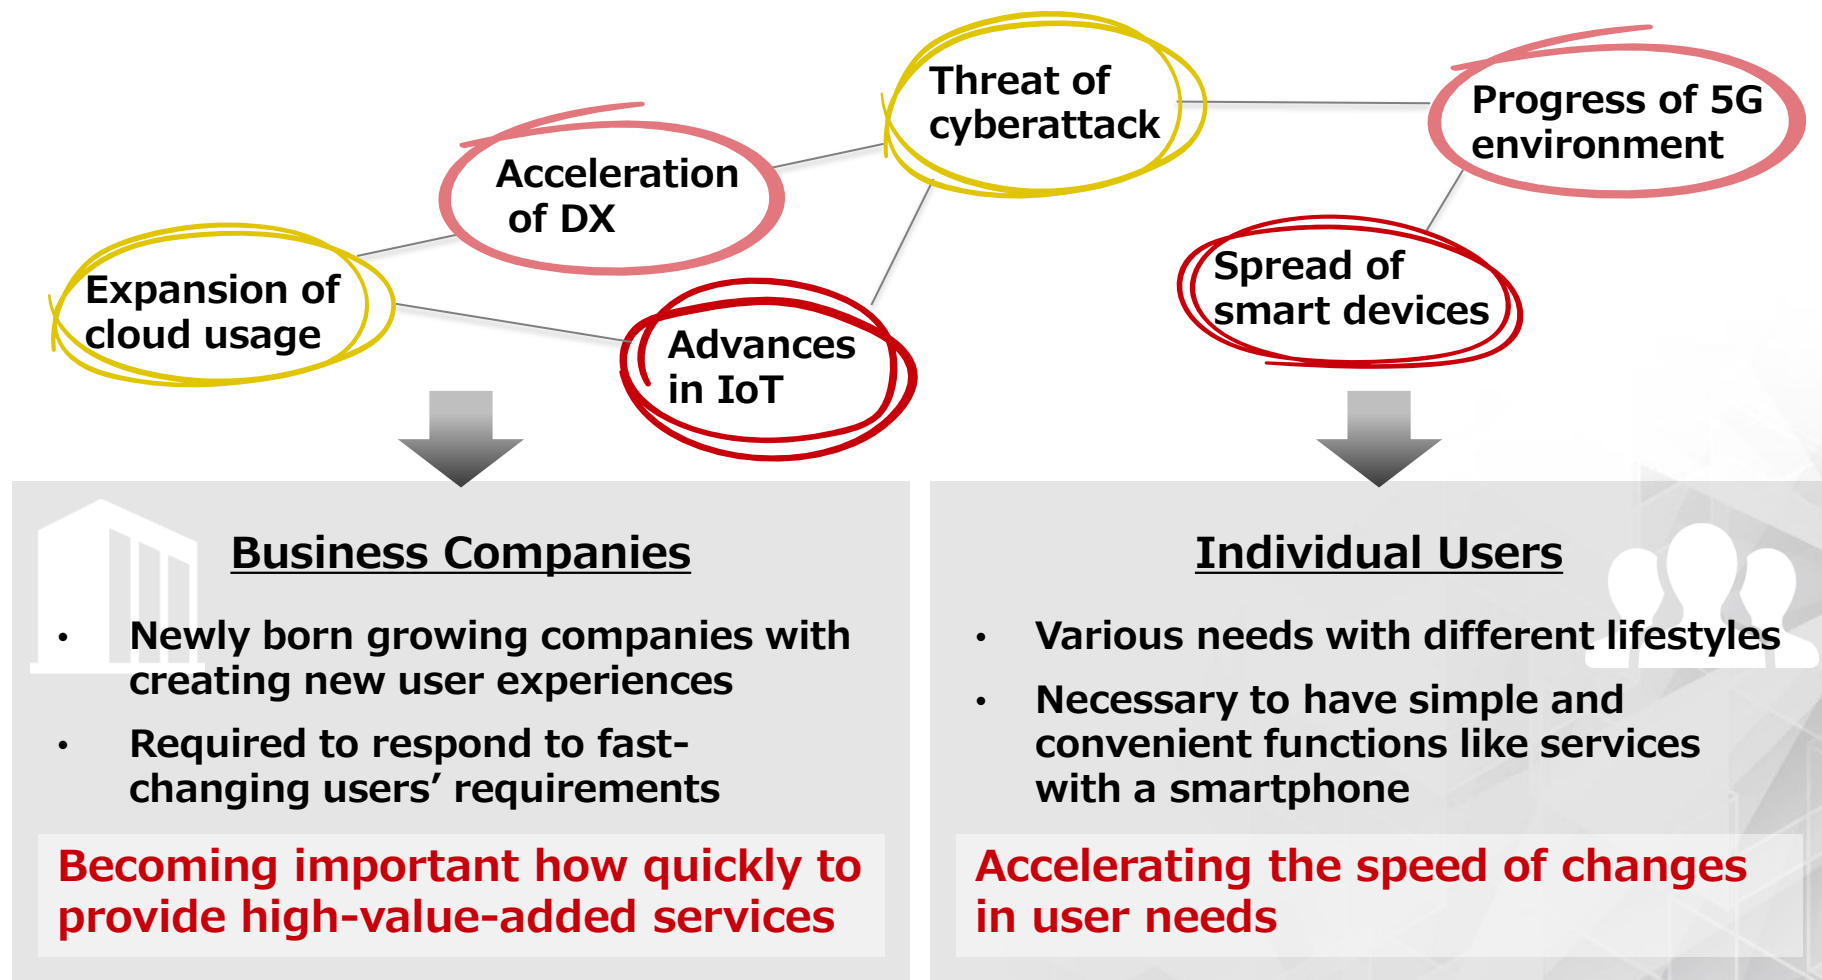 Threat of
cyberattack
Progress of 5G
environment
Acceleration
of DX
Expansion of
cloud usage
Spread of
smart devices
Advances
in IoT
Business Companies
• Newly born growing companies with
creating new user experiences
• Required to respond to fast-
changing users’ requirements
Becoming important how quickly to
provide high-value-added services
Individual Users
• Various needs with different lifestyles
• Necessary to have simple and
convenient functions like services
with a smartphone
Accelerating the speed of changes
in user needs